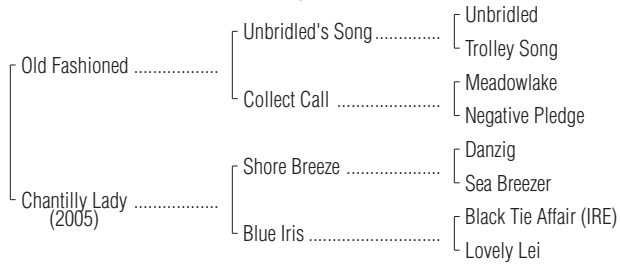 Unbridled
Unbridled's Song..............
Trolley Song
Old Fashioned ..................
Meadowlake
Collect Call ......................
Negative Pledge
Danzig
Shore Breeze ....................
Sea Breezer
Chantilly Lady ..................
(2005)
Black Tie Affair (IRE)
Blue Iris ............................
Lovely Lei